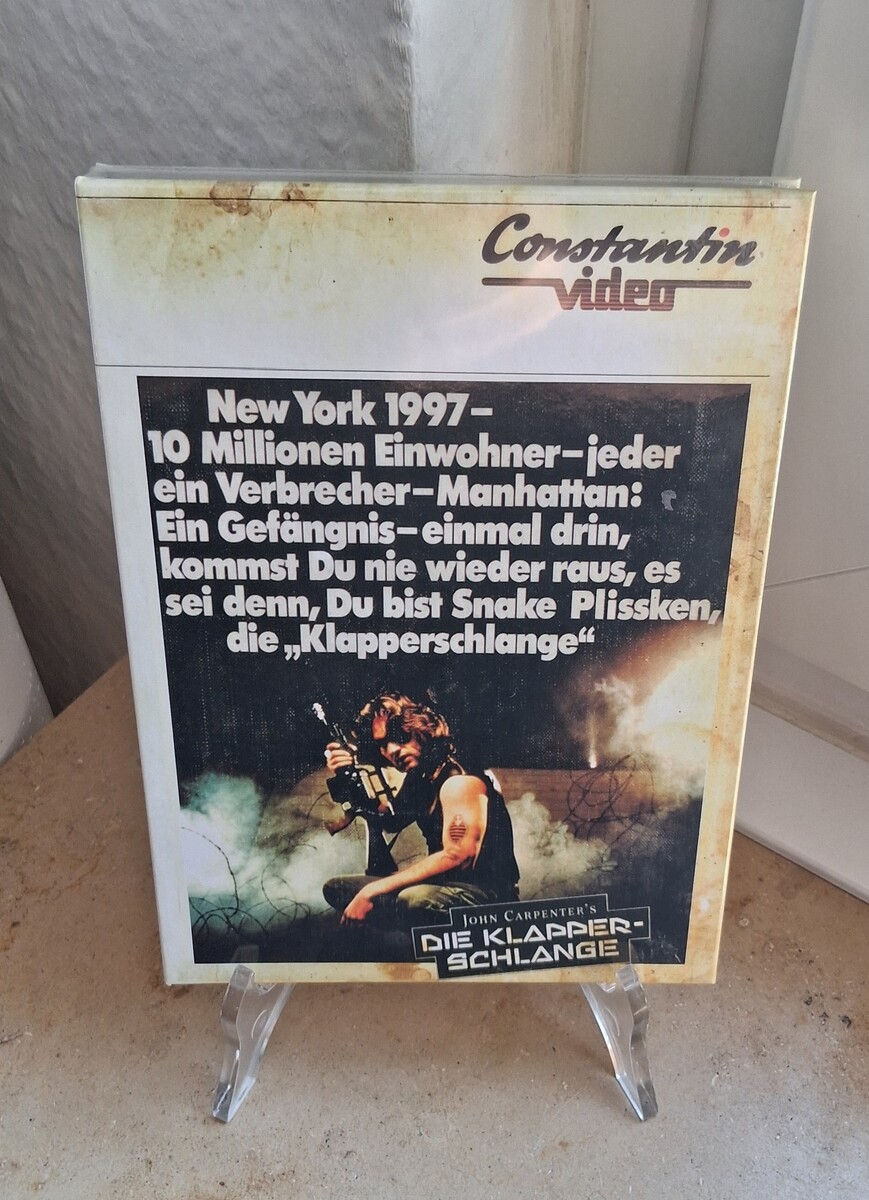 Constantin
video
New York 1997–
10 Millionen Einwohner–jeder
ein Verbrecher–Manhattan:
Ein Gefängnis–einmal drin,
kommst Du nie wieder raus, es
sei denn, Du bist Snake Plissken,
die „Klapperschlange“
JOHN CARPENTER'S
DIE KLAPPER-
SCHLANGE